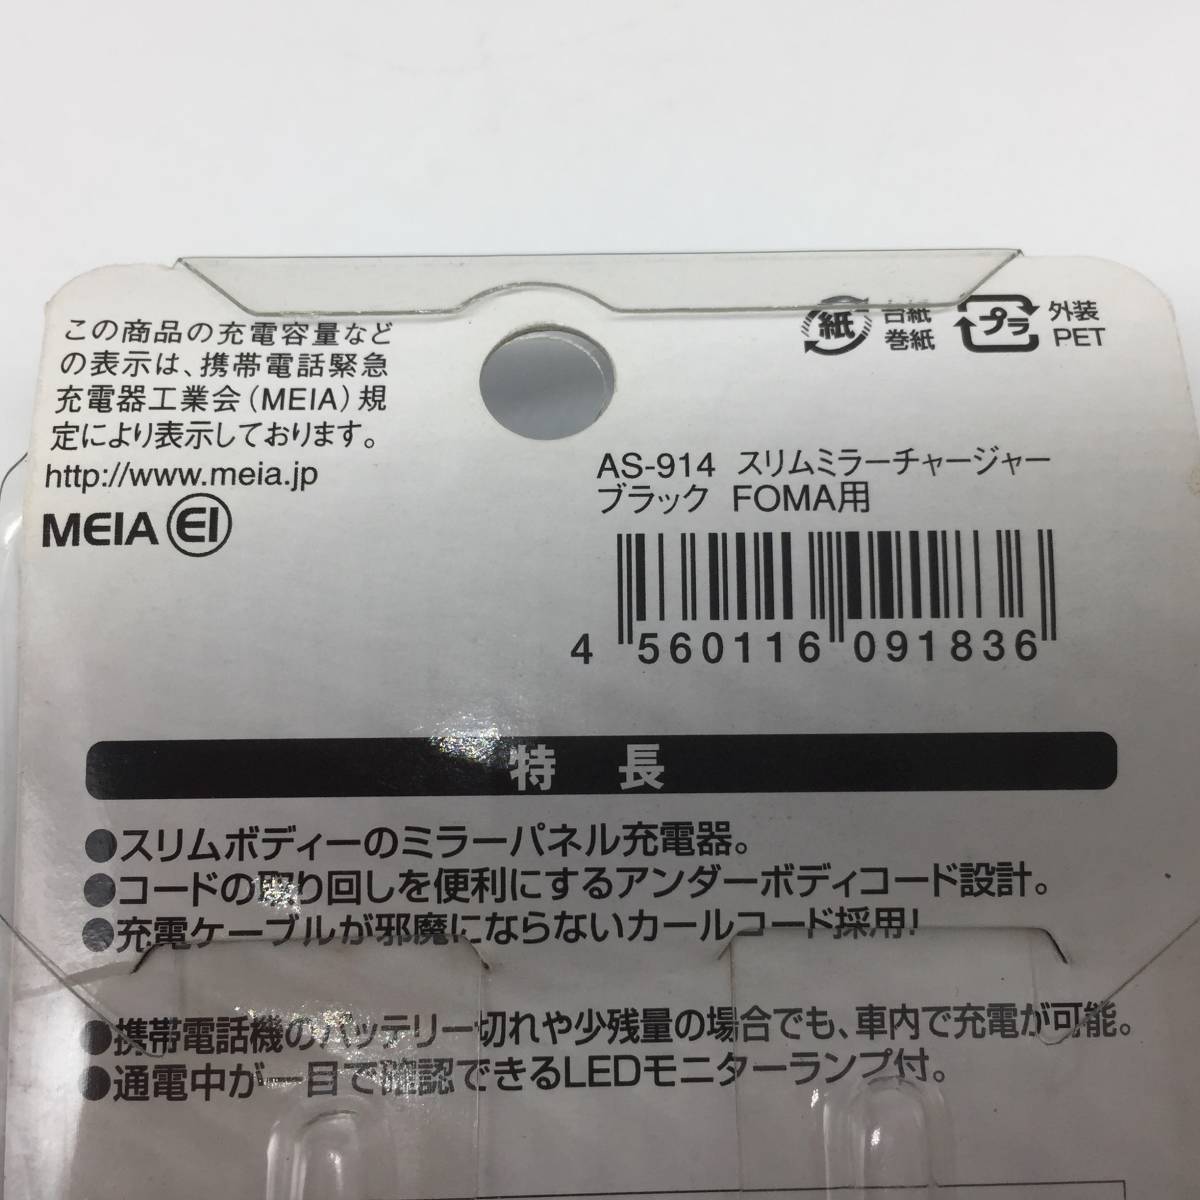 この商品の充電容量など
の表示は、携帯電話緊急
充電器工業会(MEIA)規
定により表示しております。
http://www.meia.jp
MEIA EI
紙 台紙
巻紙
プラ 外装
PET
AS-914 スリムミラーチャージャー
ブラック FOMA用
4 560116 091836
特 長
●スリムボディーのミラーパネル充電器。
●コードの取り回しを便利にするアンダーボディコード設計。
●充電ケーブルが邪魔にならないカールコード採用!
●携帯電話機のバッテリー切れや少残量の場合でも、車内で充電が可能。
●通電中が一目で確認できるLEDモニターランプ付。